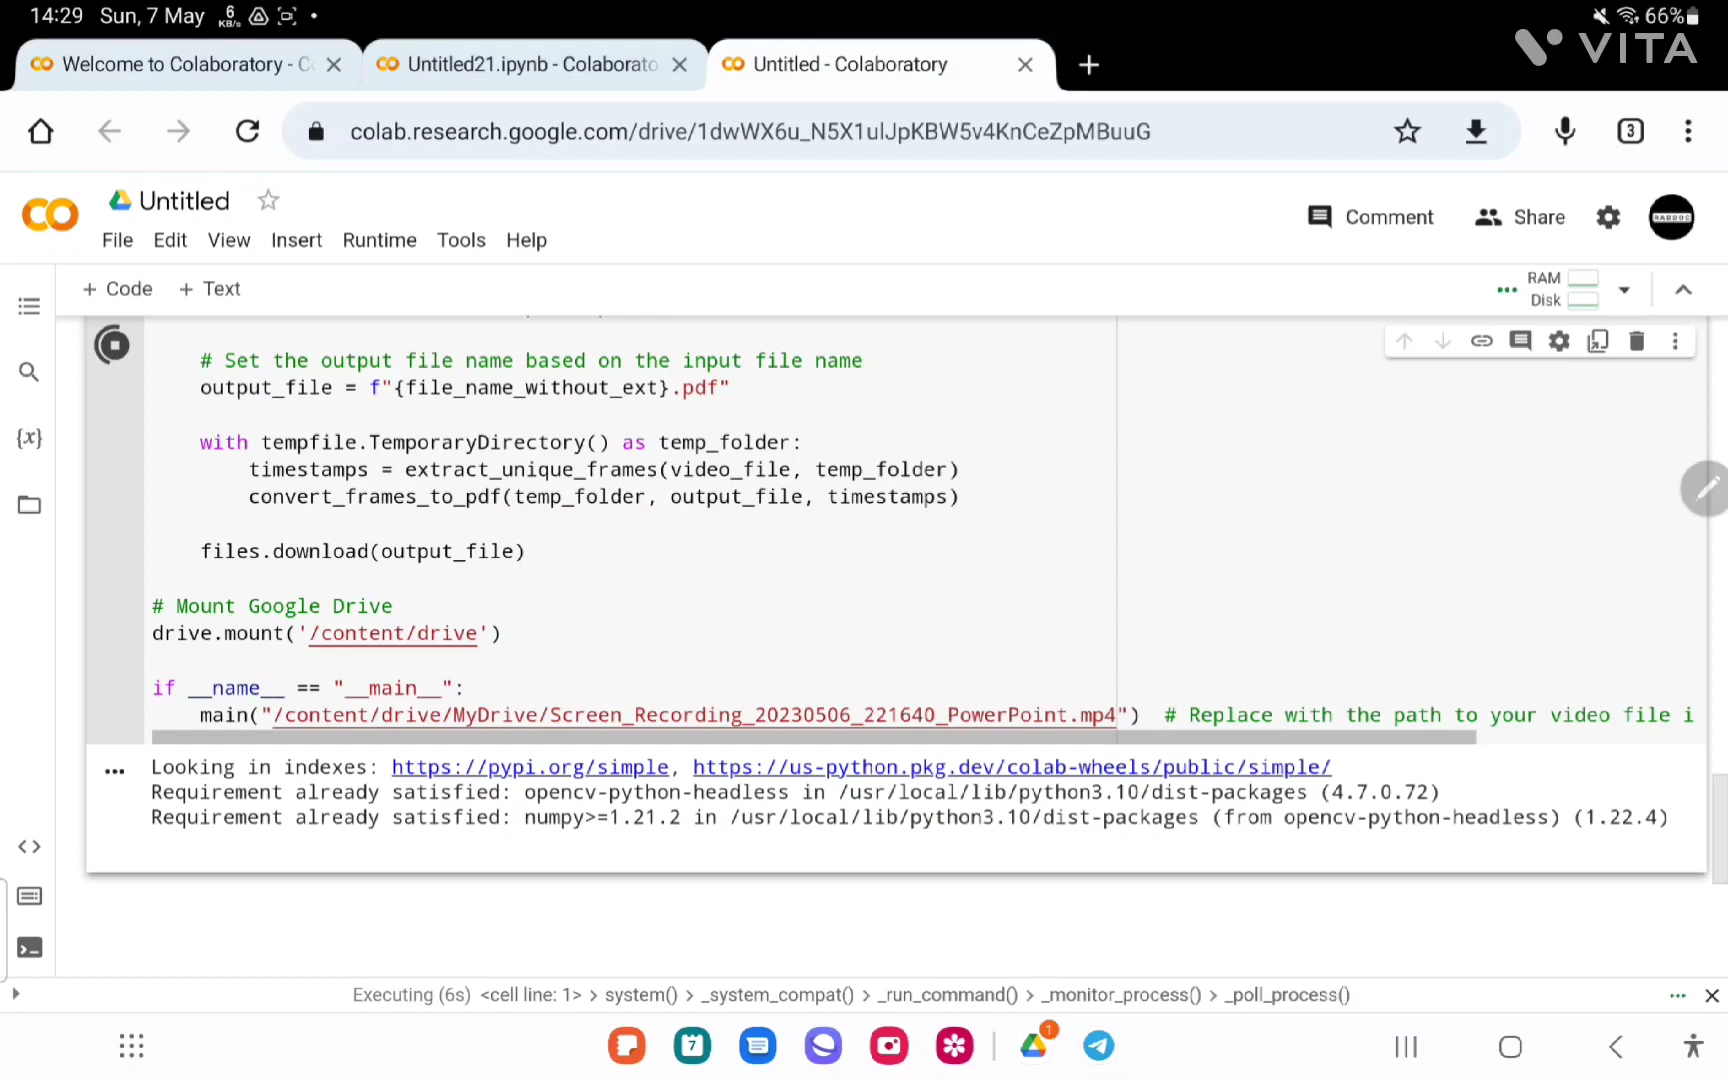 14:29 Sun, 7 May 6 KB/s 66%
VITA
Welcome to Colaboratory - C
Untitled21.ipynb - Colaborato
Untitled - Colaboratory
colab.research.google.com/drive/1dwWX6u_N5X1ulJpKBW5v4KnCeZpMBuuG
3
Untitled
Comment Share
File Edit View Insert Runtime Tools Help
+ Code + Text
RAM
Disk
# Set the output file name based on the input file name
output_file = f"{file_name_without_ext}.pdf"
with tempfile.TemporaryDirectory() as temp_folder:
timestamps = extract_unique_frames(video_file, temp_folder)
convert_frames_to_pdf(temp_folder, output_file, timestamps)
files.download(output_file)
# Mount Google Drive
drive.mount('/content/drive')
if __name__ == "__main__":
main("/content/drive/MyDrive/Screen_Recording_20230506_221640_PowerPoint.mp4") # Replace with the path to your video file i
Looking in indexes: https://pypi.org/simple, https://us-python.pkg.dev/colab-wheels/public/simple/
Requirement already satisfied: opencv-python-headless in /usr/local/lib/python3.10/dist-packages (4.7.0.72)
Requirement already satisfied: numpy>=1.21.2 in /usr/local/lib/python3.10/dist-packages (from opencv-python-headless) (1.22.4)
Executing (6s) <cell line: 1> > system() > _system_compat() > _run_command() > _monitor_process() > _poll_process()
7
1